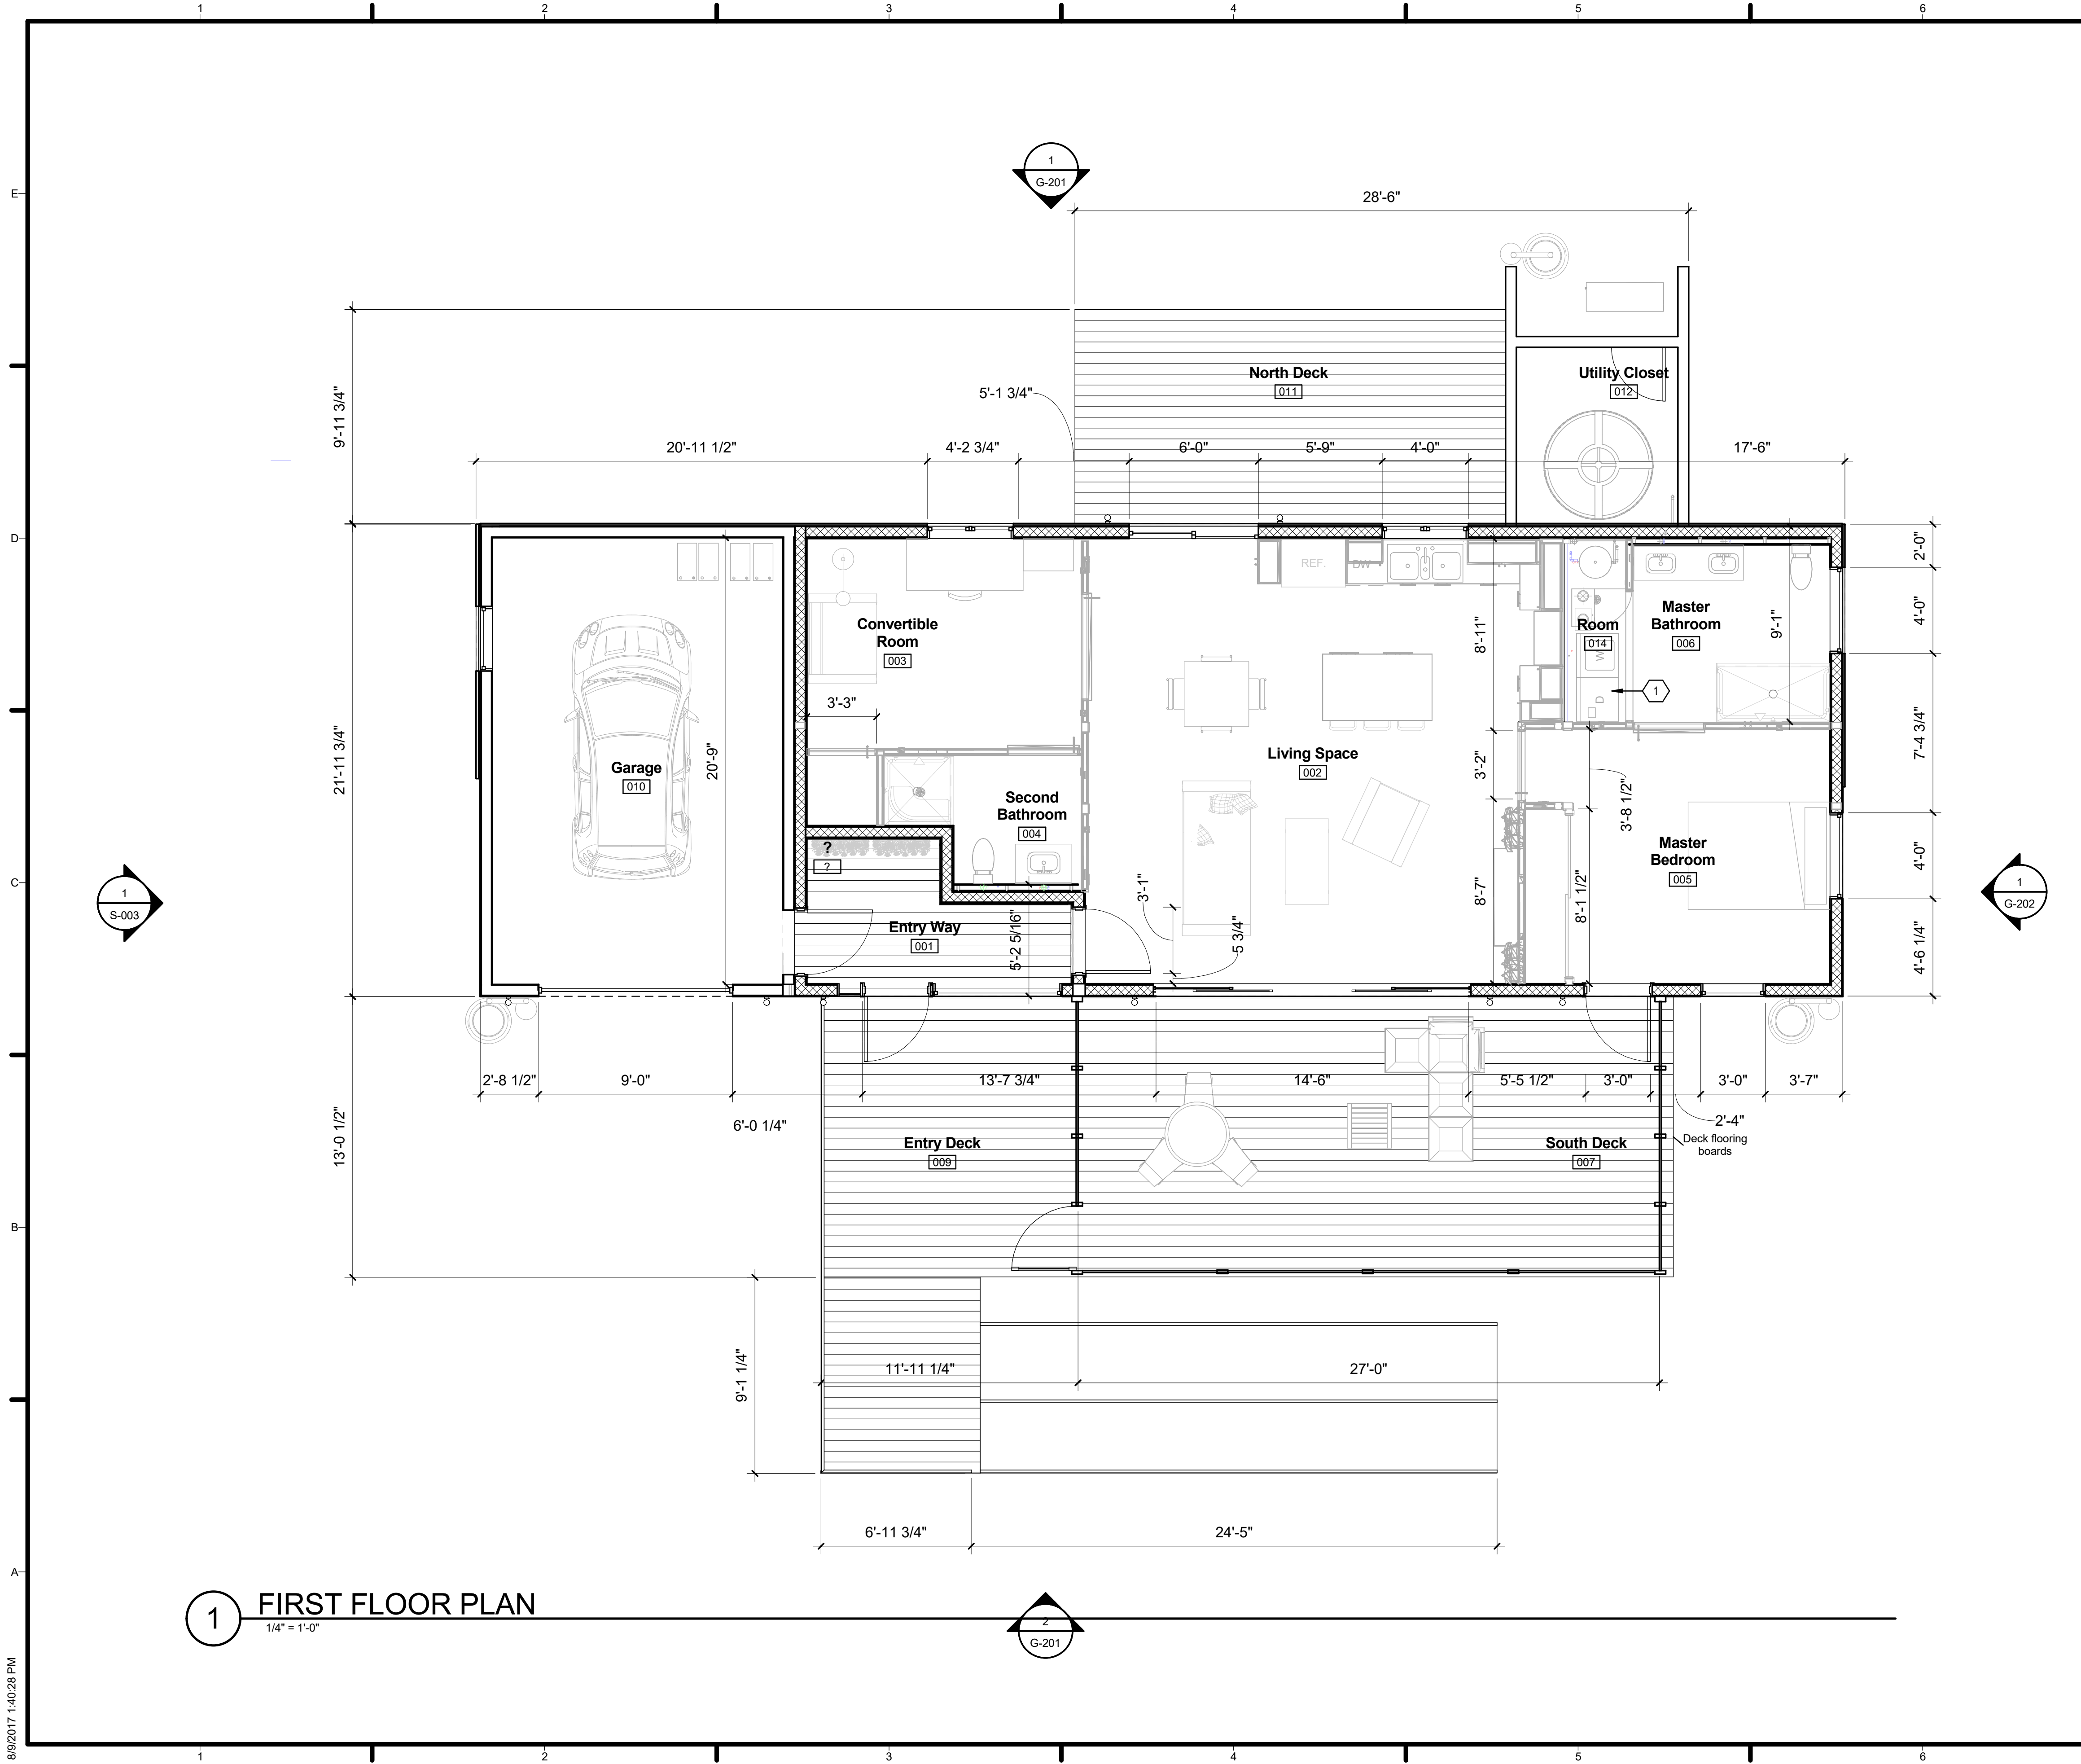 1 2 3 4 5 6
1
G-201
E
28'-6"
North Deck
011
Utility Closet
012
5'-1 3/4"
9'-11 3/4"
20'-11 1/2" 4'-2 3/4" 6'-0" 5'-9" 4'-0" 17'-6"
D
REF. DW
2'-0"
4'-0"
Convertible
Room
003
8'-11"
Room
014
Master
Bathroom
006
9'-1"
W
1
3'-3"
21'-11 3/4"
Garage
010
20'-9"
Living Space
002
3'-2"
3'-8 1/2"
7'-4 3/4"
Second
Bathroom
004
Master
Bedroom
005
?
?
C
1
S-003
3'-1"
8'-7"
8'-1 1/2"
4'-0"
1
G-202
Entry Way
001
5'-2 5/16"
5 3/4"
4'-6 1/4"
2'-8 1/2" 9'-0" 13'-7 3/4" 14'-6" 5'-5 1/2" 3'-0" 3'-0" 3'-7"
6'-0 1/4"
2'-4"
13'-0 1/2"
Entry Deck
009
South Deck
007
Deck flooring
boards
B
9'-1 1/4"
11'-11 1/4" 27'-0"
6'-11 3/4" 24'-5"
A
1
FIRST FLOOR PLAN
1/4" = 1'-0"
2
G-201
8/9/2017 1:40:28 PM
1 2 3 4 5 6